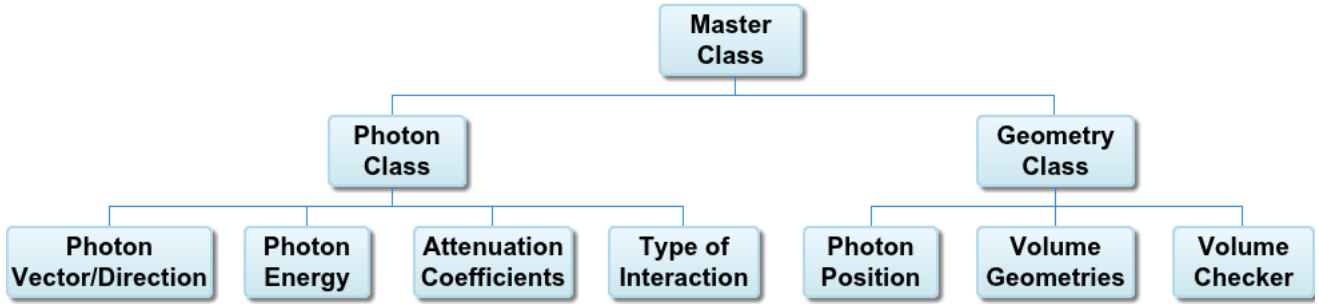 Master
Class
Photon
Class
Geometry
Class
Photon
Vector/Direction
Photon
Energy
Attenuation
Coefficients
Type of
Interaction
Photon
Position
Volume
Geometries
Volume
Checker